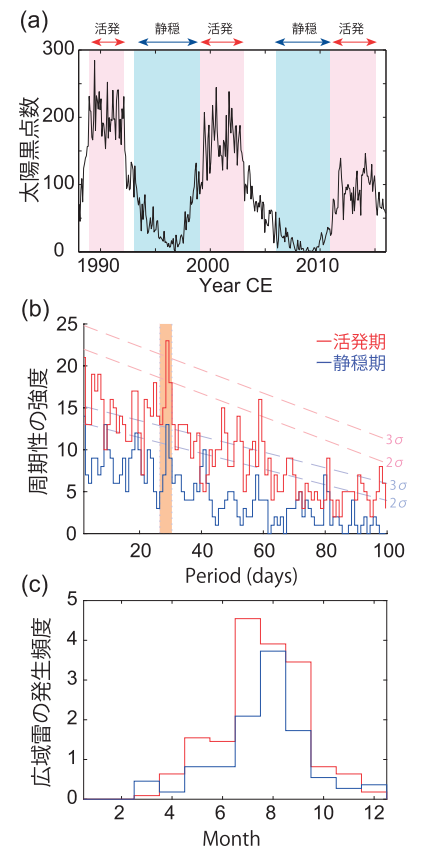 (a)
活発 静穏 活発 静穏 活発
300
200
100
0
太陽黒点数
1990 2000 2010
Year CE
(b)
25
20
15
10
5
0
周期性の強度
活発期
静穏期
3σ
2σ
3σ
2σ
20 40 60 80 100
Period (days)
(c)
5
4
3
2
1
0
広域雷の発生頻度
2 4 6 8 10 12
Month